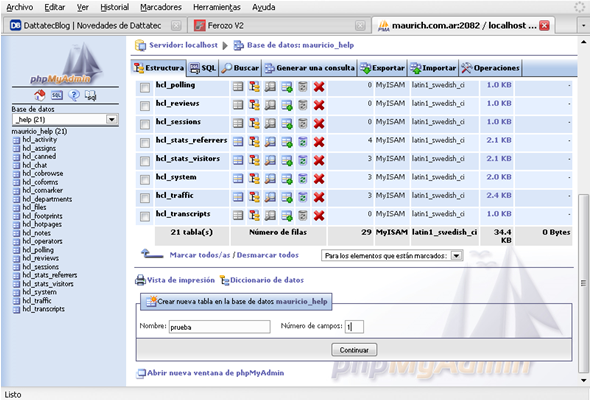 Archivo Editar Ver Historial Marcadores Herramientas Ayuda
DattatecBlog | Novedades de Dattatec
Ferozo V2
maurich.com.ar:2082 / localhost ...
phpMyAdmin
SQL
Base de datos
_help (21)
mauricio_help (21)
hcl_activity
hcl_assigns
hcl_canned
hcl_chat
hcl_cobrowse
hcl_coforms
hcl_comarker
hcl_departments
hcl_files
hcl_footprints
hcl_hotpages
hcl_notes
hcl_operators
hcl_polling
hcl_reviews
hcl_sessions
hcl_stats_referrers
hcl_stats_visitors
hcl_system
hcl_traffic
hcl_transcripts
Servidor: localhost Base de datos: mauricio_help
Estructura SQL Buscar Generar una consulta Exportar Importar Operaciones
hcl_polling 0 MyISAM latin1_swedish_ci 1.0 KB -
hcl_reviews 0 MyISAM latin1_swedish_ci 1.0 KB -
hcl_sessions 0 MyISAM latin1_swedish_ci 1.0 KB -
hcl_stats_referrers 4 MyISAM latin1_swedish_ci 2.1 KB -
hcl_stats_visitors 3 MyISAM latin1_swedish_ci 2.1 KB -
hcl_system 3 MyISAM latin1_swedish_ci 2.0 KB -
hcl_traffic 3 MyISAM latin1_swedish_ci 2.4 KB -
hcl_transcripts 0 MyISAM latin1_swedish_ci 1.0 KB -
21 tabla(s) Número de filas 29 MyISAM latin1_swedish_ci 34.4 KB 0 Bytes
Marcar todos/as / Desmarcar todos Para los elementos que están marcados:
Vista de impresión Diccionario de datos
Crear nueva tabla en la base de datos mauricio_help
Nombre: prueba Número de campos: 1
Continuar
phpMyAdmin
Abrir nueva ventana de phpMyAdmin
Listo